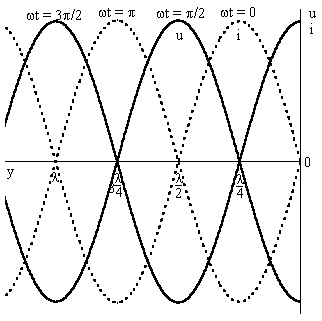 ωt = 3π/2 ωt = π ωt = π/2 ωt = 0 u
u i i
0
y λ 3λ/4 λ/2 λ/4